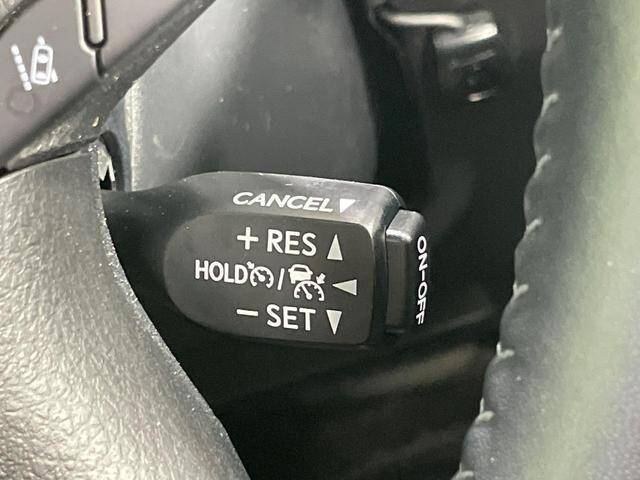 CANCEL▼
+ RES ▲
HOLD / ◄
− SET ▼
ON-OFF